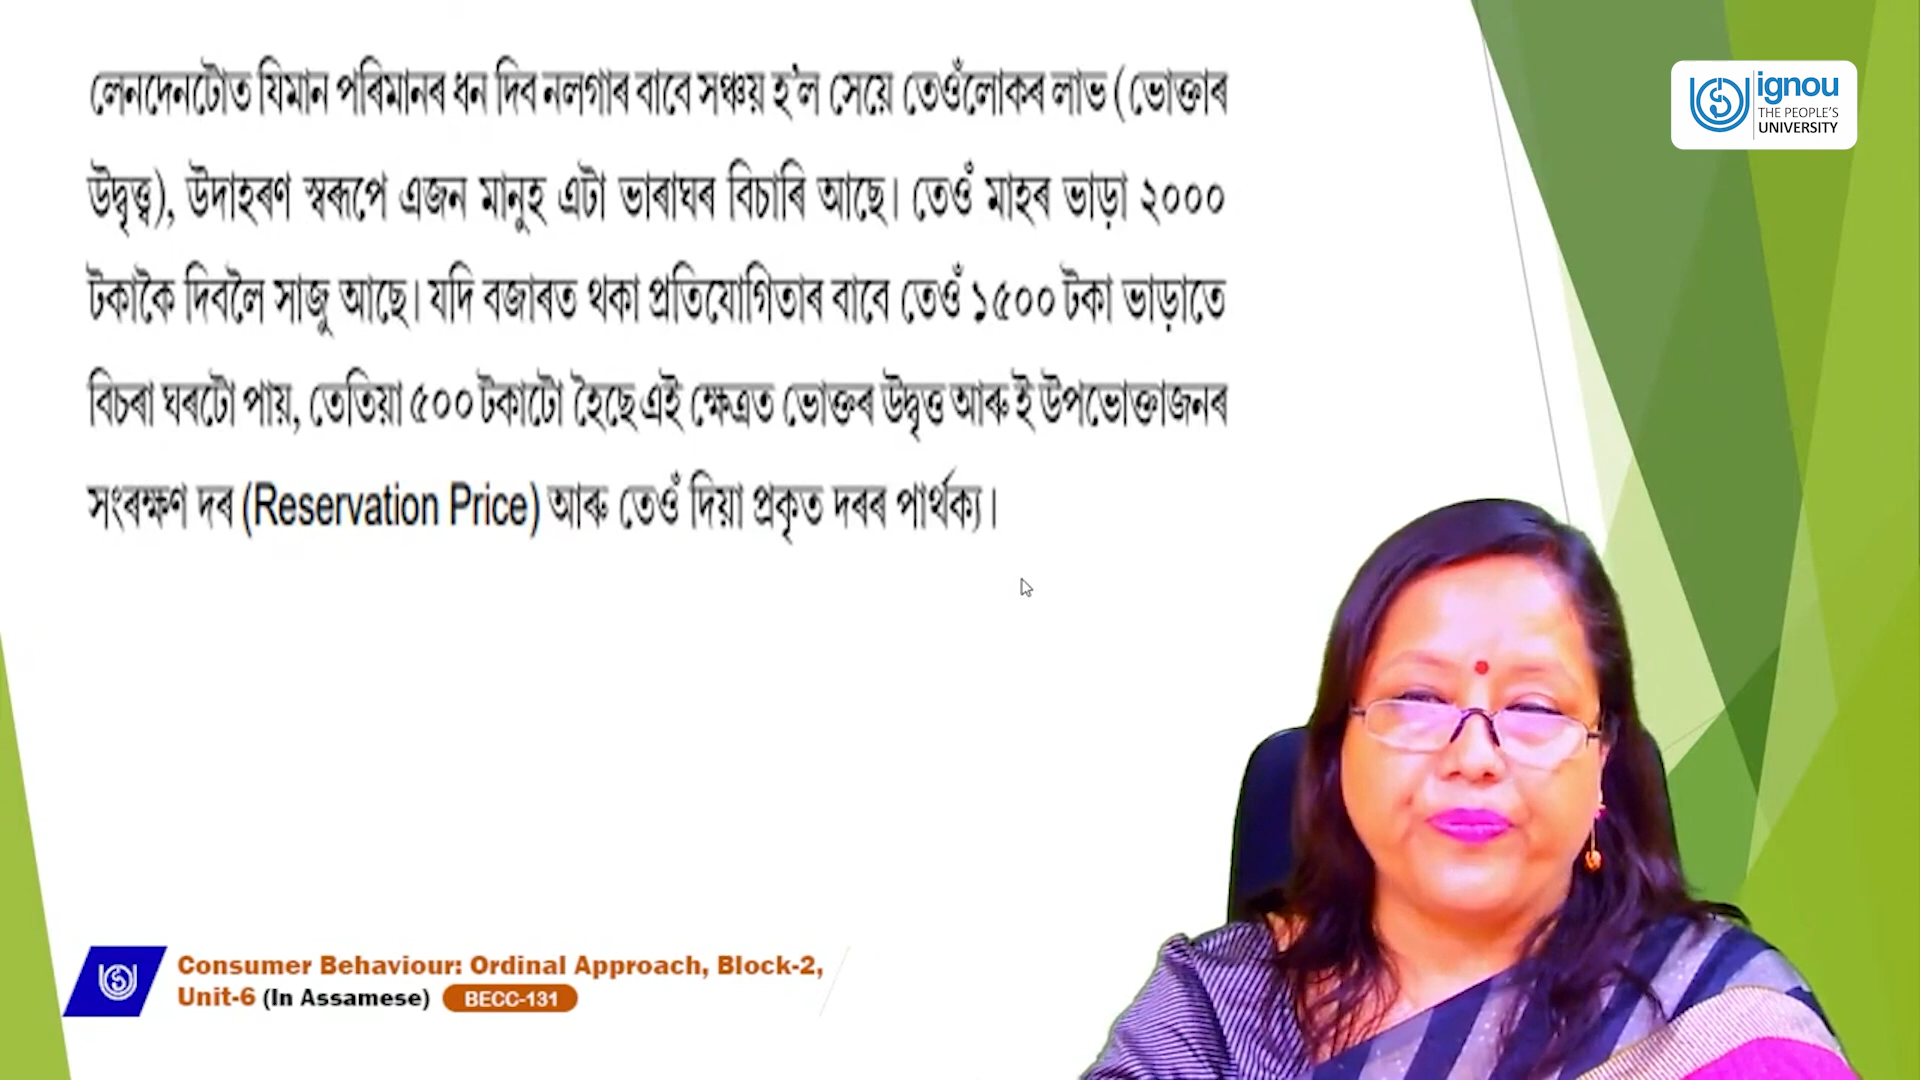 লেনদেনটোত যিমান পৰিমানৰ ধন দিব নলগাৰ বাবে সঞ্চয় হ'ল সেয়ে তেওঁলোকৰ লাভ (ভোক্তাৰ
উদ্বৃত্ত্ব), উদাহৰণ স্বৰূপে এজন মানুহ এটা ভাৰাঘৰ বিচাৰি আছে। তেওঁ মাহৰ ভাড়া ২০০০
টকাকৈ দিবলৈ সাজু আছে। যদি বজাৰত থকা প্ৰতিযোগিতাৰ বাবে তেওঁ ১৫০০ টকা ভাড়াতে
বিচৰা ঘৰটো পায়, তেতিয়া ৫০০ টকাটো হৈছে এই ক্ষেত্ৰত ভোক্তৰ উদ্বৃত্ত আৰু ই উপভোক্তাজনৰ
সংৰক্ষণ দৰ (Reservation Price) আৰু তেওঁ দিয়া প্ৰকৃত দৰৰ পাৰ্থক্য।
ignou
THE PEOPLE'S
UNIVERSITY
Consumer Behaviour: Ordinal Approach, Block-2,
Unit-6 (In Assamese) BECC-131